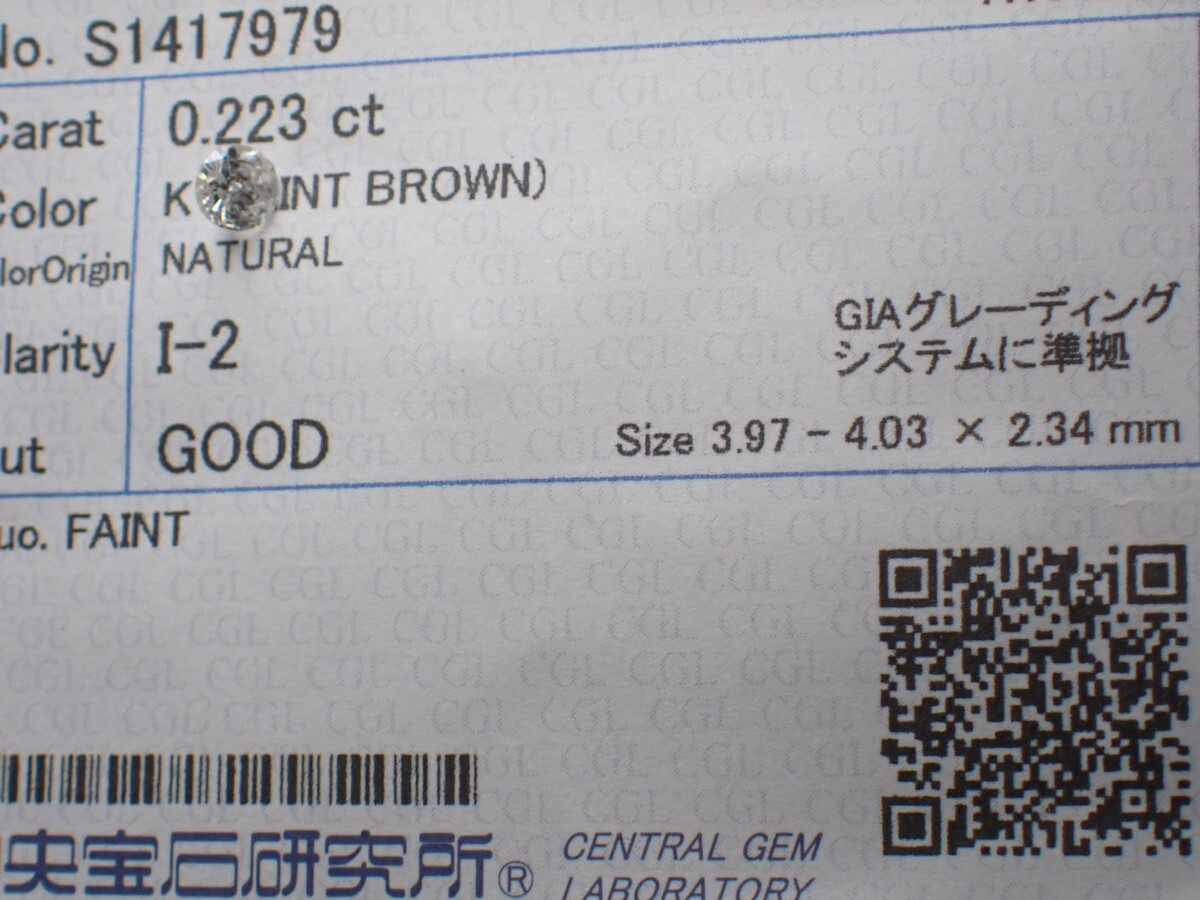 No. S1417979
Carat 0.223 ct
Color K INT BROWN)
lorOrigin NATURAL
larity I-2
GIAグレーディング
システムに準拠
ut GOOD
Size 3.97 - 4.03 × 2.34 mm
uo. FAINT
CGL
央宝石研究所®
CENTRAL GEM
LABORATORY